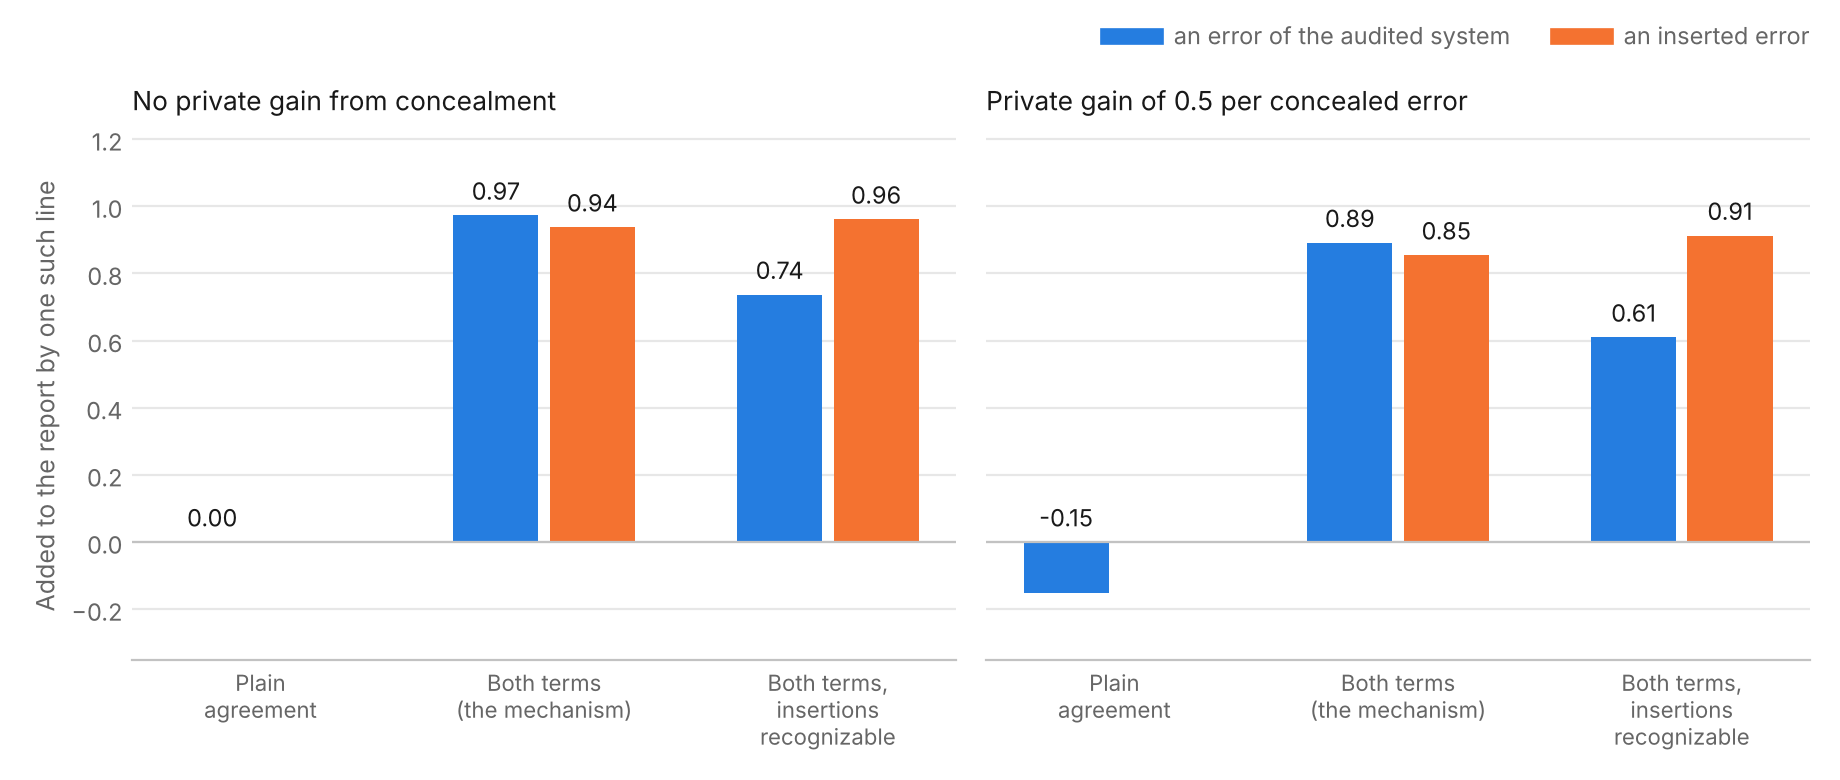 an error of the audited system
an inserted error
No private gain from concealment
Private gain of 0.5 per concealed error
Added to the report by one such line
1.2
1.0
0.8
0.6
0.4
0.2
0.0
−0.2
0.00
0.97
0.94
0.74
0.96
-0.15
0.89
0.85
0.61
0.91
Plain
agreement
Both terms
(the mechanism)
Both terms,
insertions
recognizable
Plain
agreement
Both terms
(the mechanism)
Both terms,
insertions
recognizable